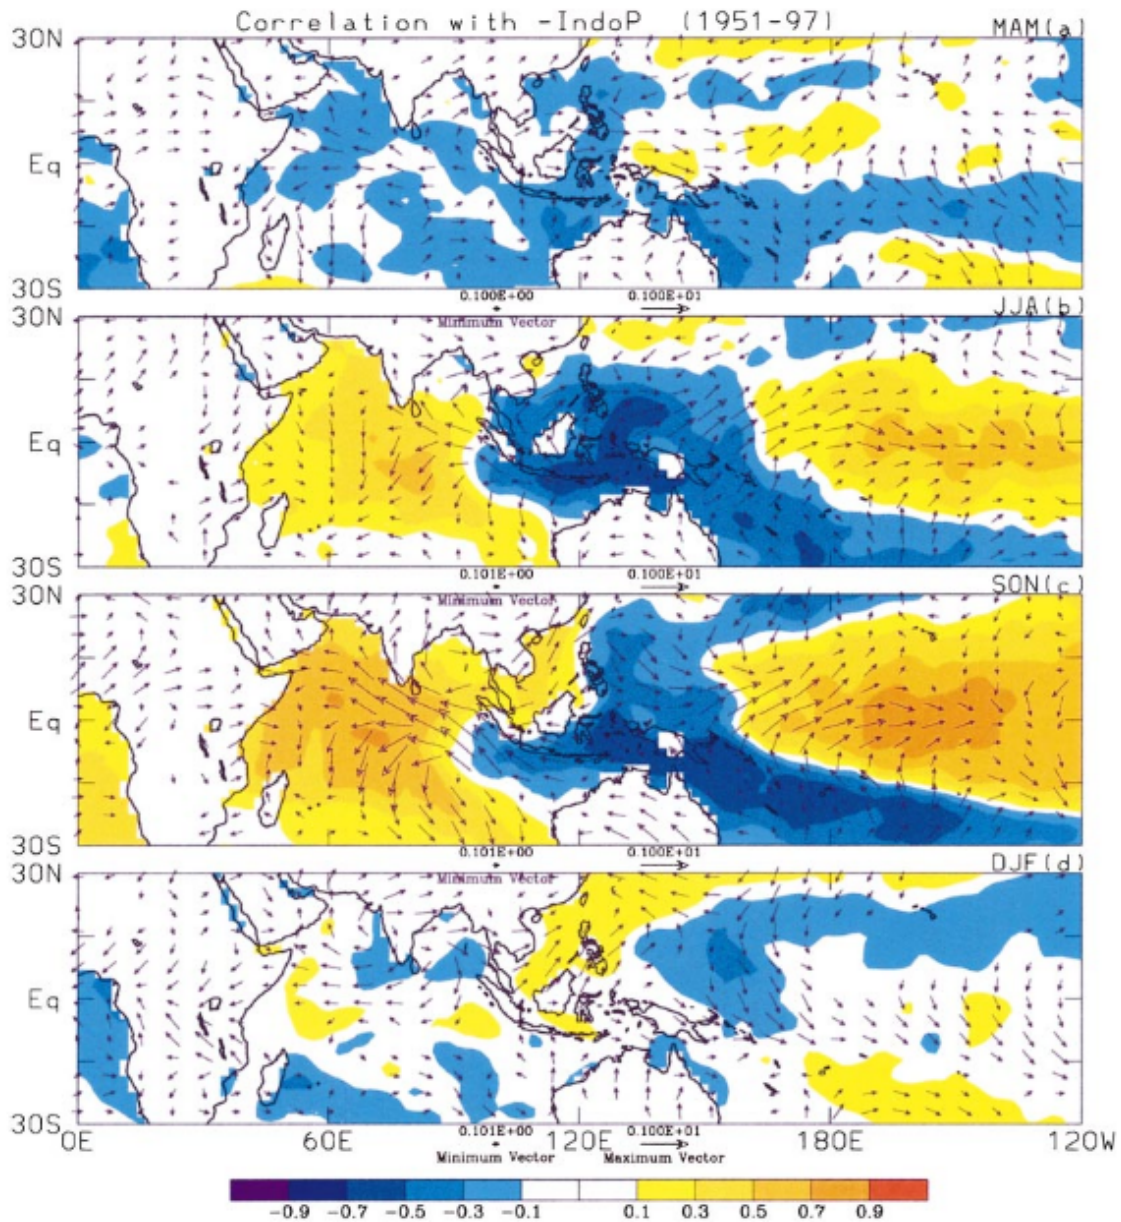 Correlation with -IndoP (1951-97)
MAM(a)
30N
Eq
30S
0.100E+00 0.100E+01
Minimum Vector
JJA(b)
30N
Eq
30S
0.101E+00 0.100E+01
Minimum Vector
SON(c)
30N
Eq
30S
0.101E+00 0.100E+01
Minimum Vector
DJF(d)
30N
Eq
30S
0E 60E 120E 180E 120W
0.101E+00 0.100E+01
Minimum Vector Maximum Vector
-0.9 -0.7 -0.5 -0.3 -0.1 0.1 0.3 0.5 0.7 0.9